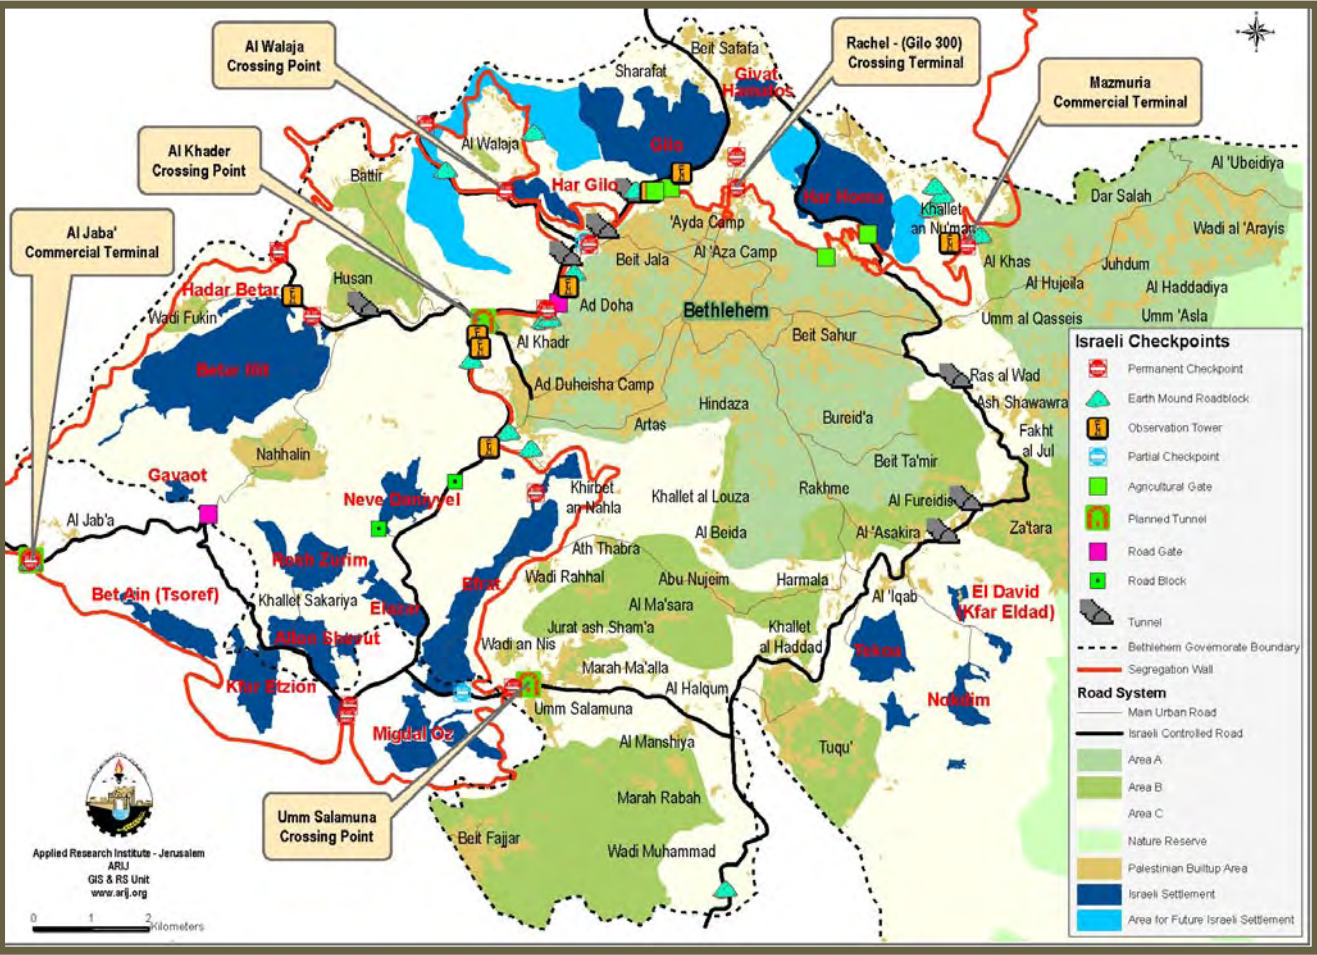 Al Walaja
Crossing Point
Rachel - (Gilo 300)
Crossing Terminal
Mazmuria
Commercial Terminal
Al Khader
Crossing Point
Al Jaba'
Commercial Terminal
Umm Salamuna
Crossing Point
Beit Safafa
Sharafat
Givat
Hamatos
Al Walaja
Gilo
Battir
Har Gilo
Har Homa
Khallet
an Nu'man
Al 'Ubeidiya
Dar Salah
Wadi al 'Arayis
'Ayda Camp
Al 'Aza Camp
Beit Jala
Al Khas
Juhdum
Al Hujeila
Al Haddadiya
Husan
Hadar Betar
Wadi Fukin
Ad Doha
Bethlehem
Umm al Qasseis
Umm 'Asla
Al Khadr
Beit Sahur
Betar Illit
Ad Duheisha Camp
Ras al Wad
Ash Shawawra
Hindaza
Bureid'a
Artas
Fakht
al Jul
Nahhalin
Beit Ta'mir
Gavaot
Neve Daniyyel
Khirbet
an Nahla
Khallet al Louza
Rakhme
Al Fureidis
Al Jab'a
Al Beida
Al 'Asakira
Za'tara
Rosh Zurim
Ath Thabra
Efrat
Wadi Rahhal
Abu Nujeim
Harmala
Bet Ain (Tsoref)
Khallet Sakariya
Elazar
Al Ma'sara
Al 'Iqab
El David
(Kfar Eldad)
Allon Shevut
Jurat ash Sham'a
Khallet
al Haddad
Wadi an Nis
Tekoa
Marah Ma'alla
Kfar Etzion
Al Halqum
Nokdim
Umm Salamuna
Migdal Oz
Al Manshiya
Tuqu'
Marah Rabah
Beit Fajjar
Wadi Muhammad
Israeli Checkpoints
Permanent Checkpoint
Earth Mound Roadblock
Observation Tower
Partial Checkpoint
Agricultural Gate
Planned Tunnel
Road Gate
Road Block
Tunnel
Bethlehem Governorate Boundary
Segregation Wall
Road System
Main Urban Road
Israeli Controlled Road
Area A
Area B
Area C
Nature Reserve
Palestinian Builtup Area
Israeli Settlement
Area for Future Israeli Settlement
Applied Research Institute - Jerusalem
ARIJ
GIS & RS Unit
www.arij.org
0 1 2
Kilometers